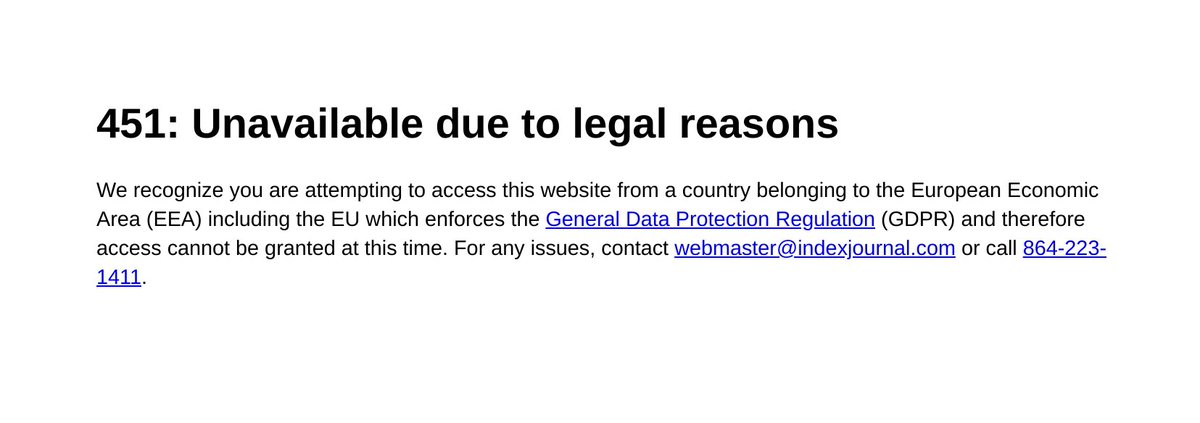 451: Unavailable due to legal reasons
We recognize you are attempting to access this website from a country belonging to the European Economic
Area (EEA) including the EU which enforces the General Data Protection Regulation (GDPR) and therefore
access cannot be granted at this time. For any issues, contact webmaster@indexjournal.com or call 864-223-
1411.